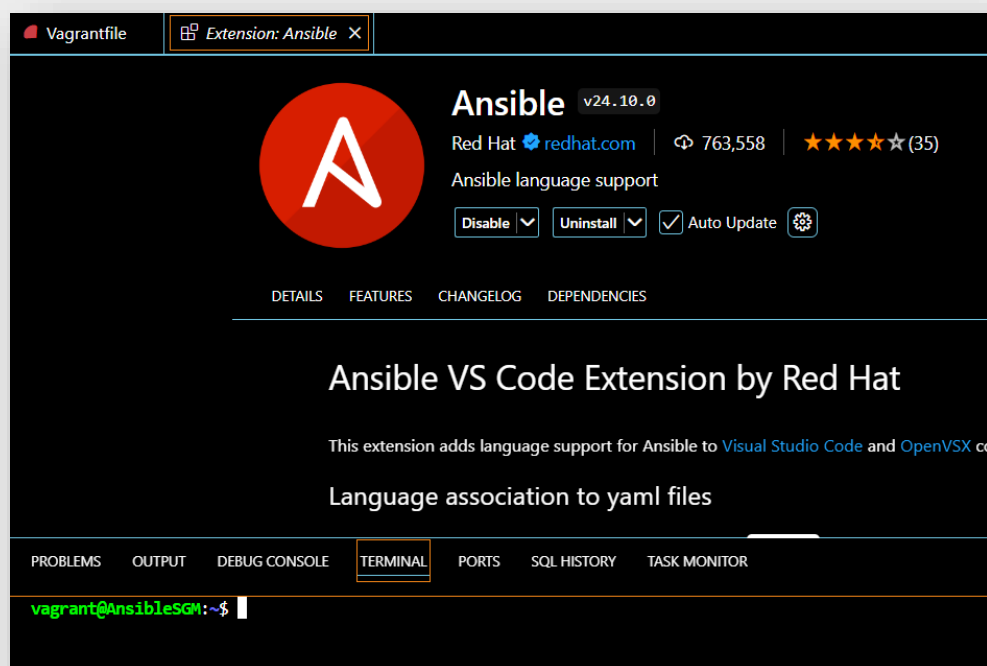 Vagrantfile
Extension: Ansible
Ansible v24.10.0
Red Hat redhat.com 763,558 (35)
Ansible language support
Disable Uninstall Auto Update
DETAILS FEATURES CHANGELOG DEPENDENCIES
Ansible VS Code Extension by Red Hat
This extension adds language support for Ansible to Visual Studio Code and OpenVSX
Language association to yaml files
PROBLEMS OUTPUT DEBUG CONSOLE TERMINAL PORTS SQL HISTORY TASK MONITOR
vagrant@AnsibleSGM:~$